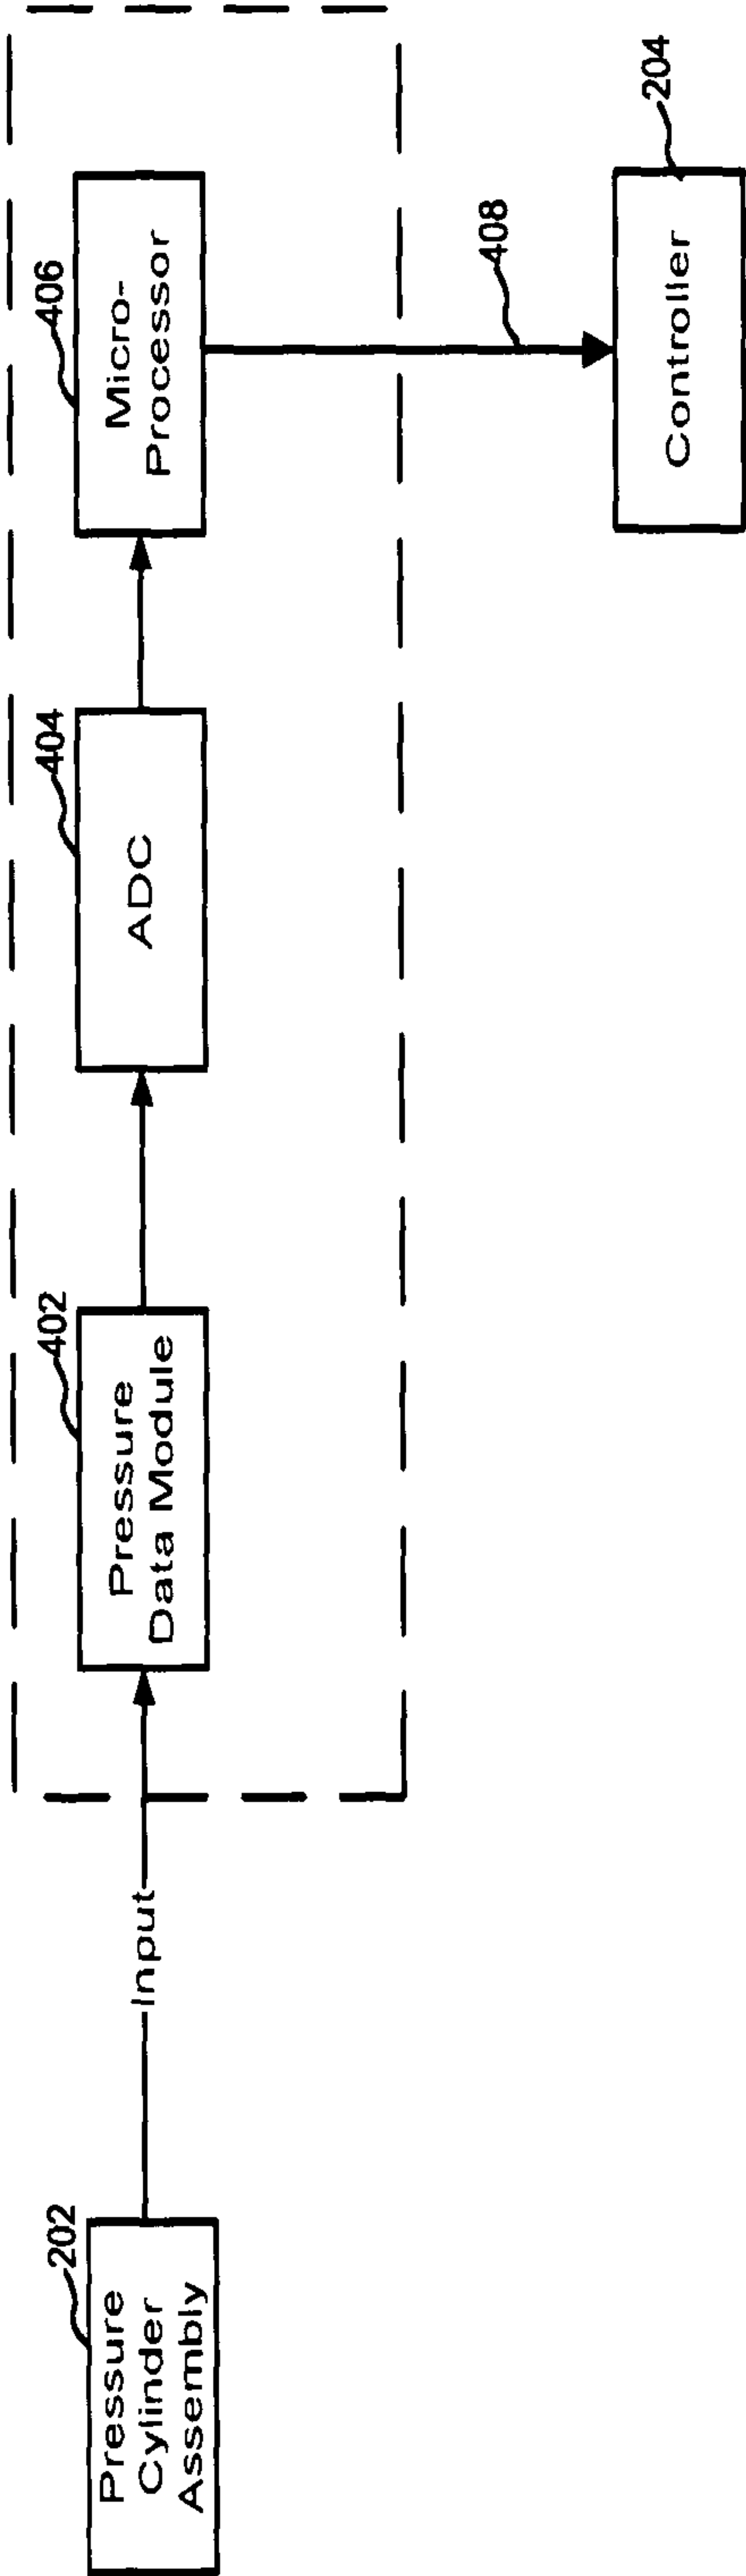 202
Pressure
Cylinder
Assembly
Input
402
Pressure
Data Module
404
ADC
406
Micro-
Processor
408
204
Controller